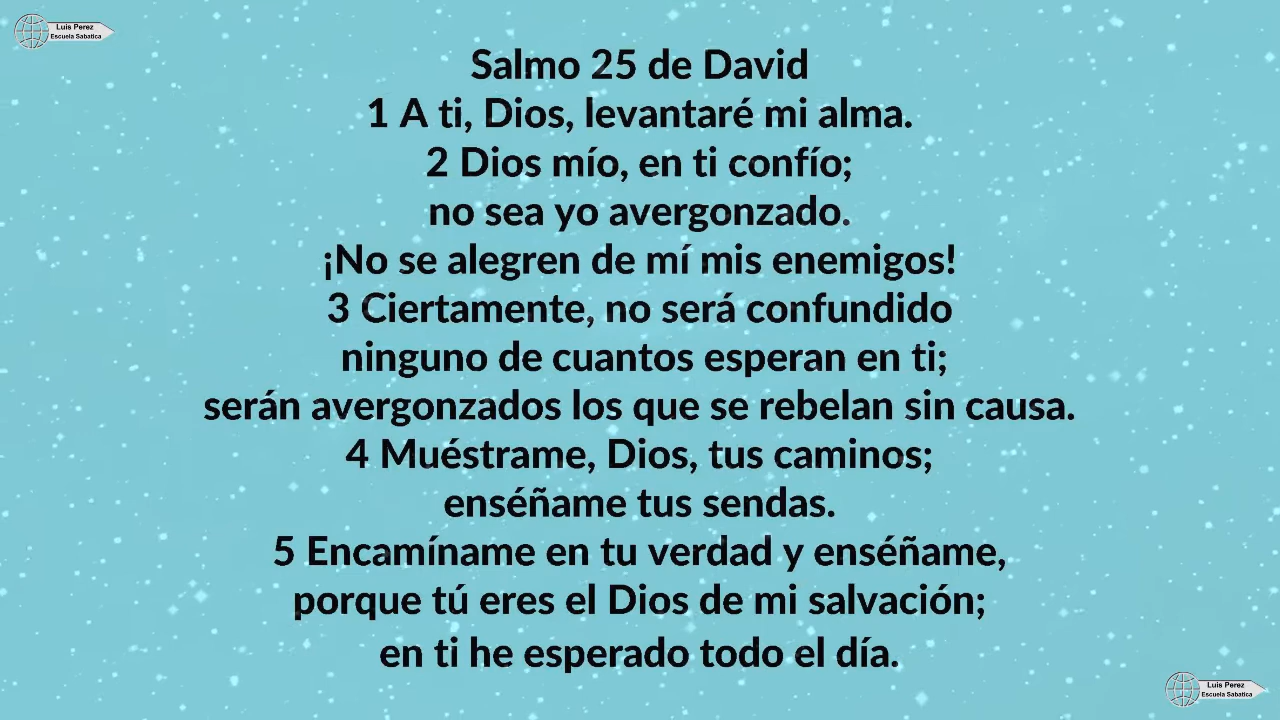 Luis Perez
Escuela Sabatica
Salmo 25 de David
1 A ti, Dios, levantaré mi alma.
2 Dios mío, en ti confío;
no sea yo avergonzado.
¡No se alegren de mí mis enemigos!
3 Ciertamente, no será confundido
ninguno de cuantos esperan en ti;
serán avergonzados los que se rebelan sin causa.
4 Muéstrame, Dios, tus caminos;
enséñame tus sendas.
5 Encamíname en tu verdad y enséñame,
porque tú eres el Dios de mi salvación;
en ti he esperado todo el día.
Luis Perez
Escuela Sabatica